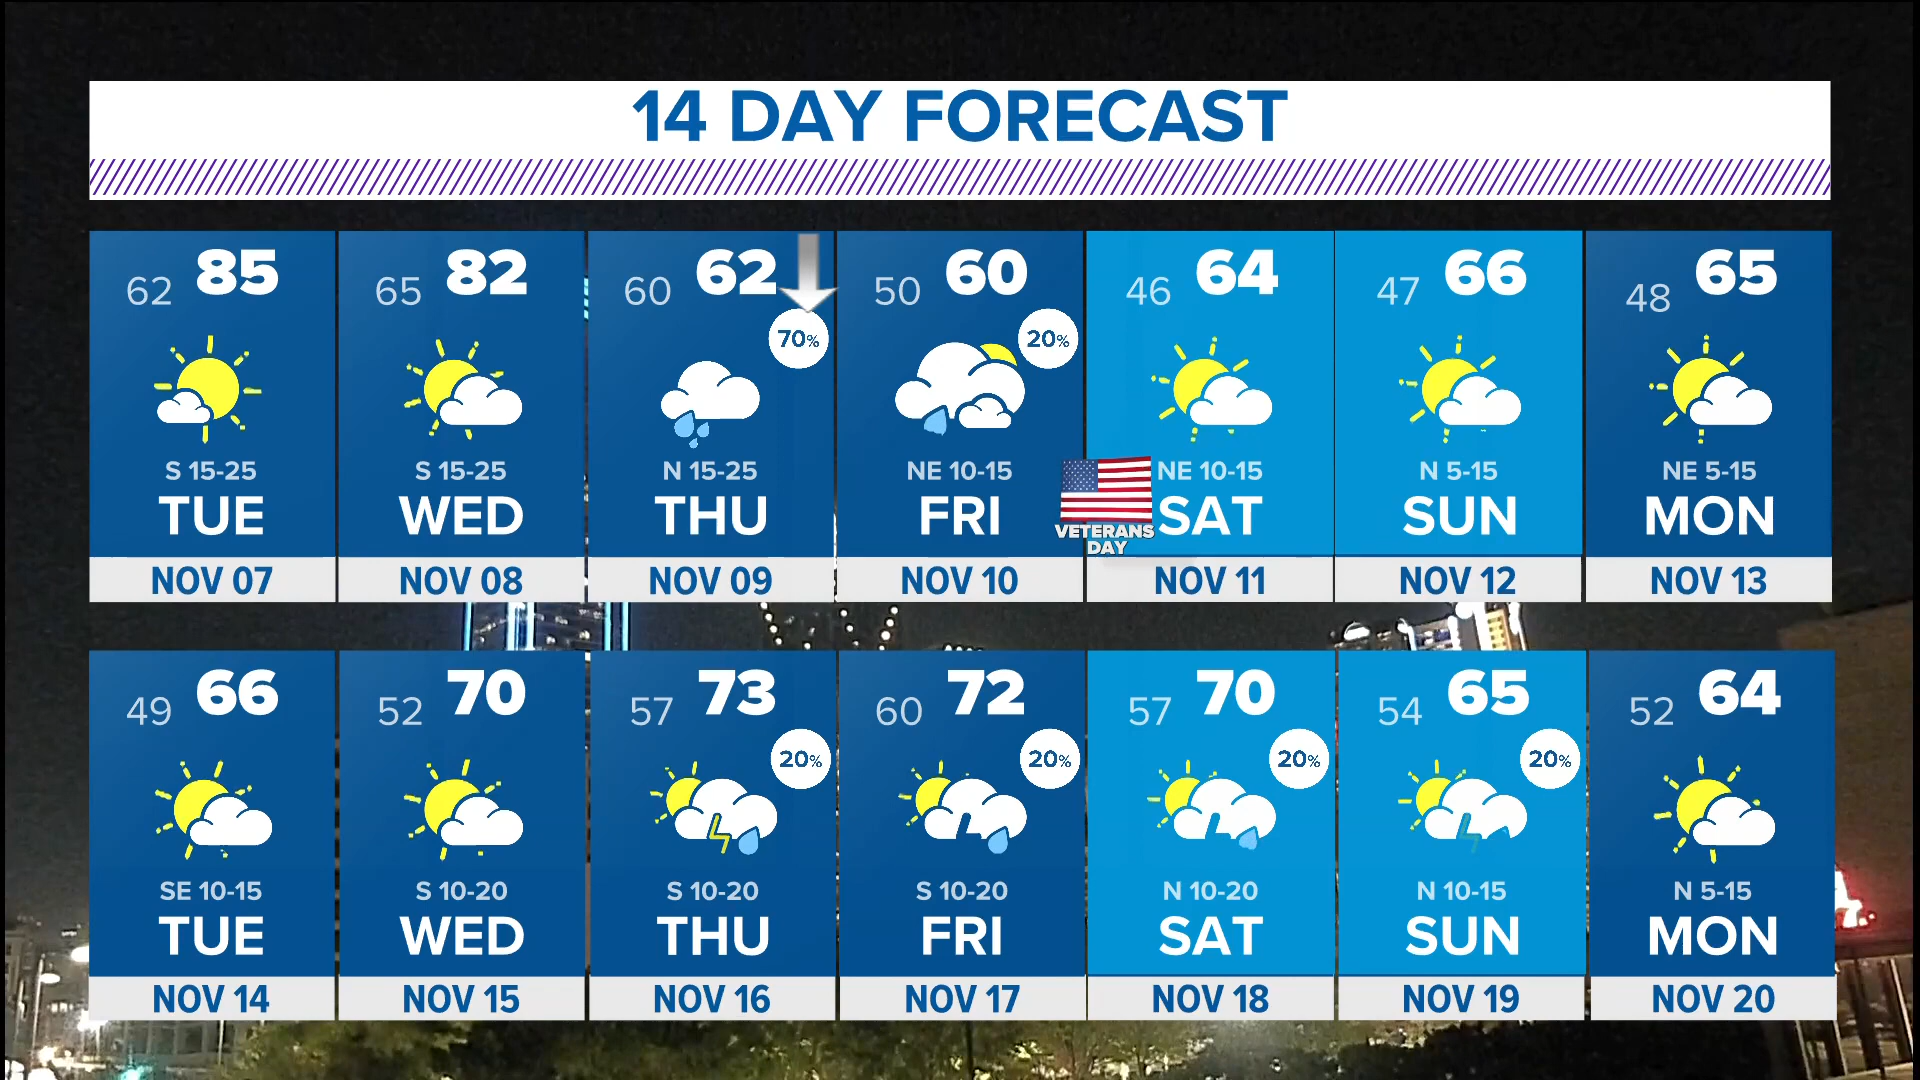 14 DAY FORECAST
62 85
S 15-25
TUE
NOV 07
65 82
S 15-25
WED
NOV 08
60 62
70%
N 15-25
THU
NOV 09
50 60
20%
NE 10-15
FRI
NOV 10
46 64
NE 10-15
VETERANS
DAY
SAT
NOV 11
47 66
N 5-15
SUN
NOV 12
48 65
NE 5-15
MON
NOV 13
49 66
SE 10-15
TUE
NOV 14
52 70
S 10-20
WED
NOV 15
57 73
20%
S 10-20
THU
NOV 16
60 72
20%
S 10-20
FRI
NOV 17
57 70
20%
N 10-20
SAT
NOV 18
54 65
20%
N 10-15
SUN
NOV 19
52 64
N 5-15
MON
NOV 20